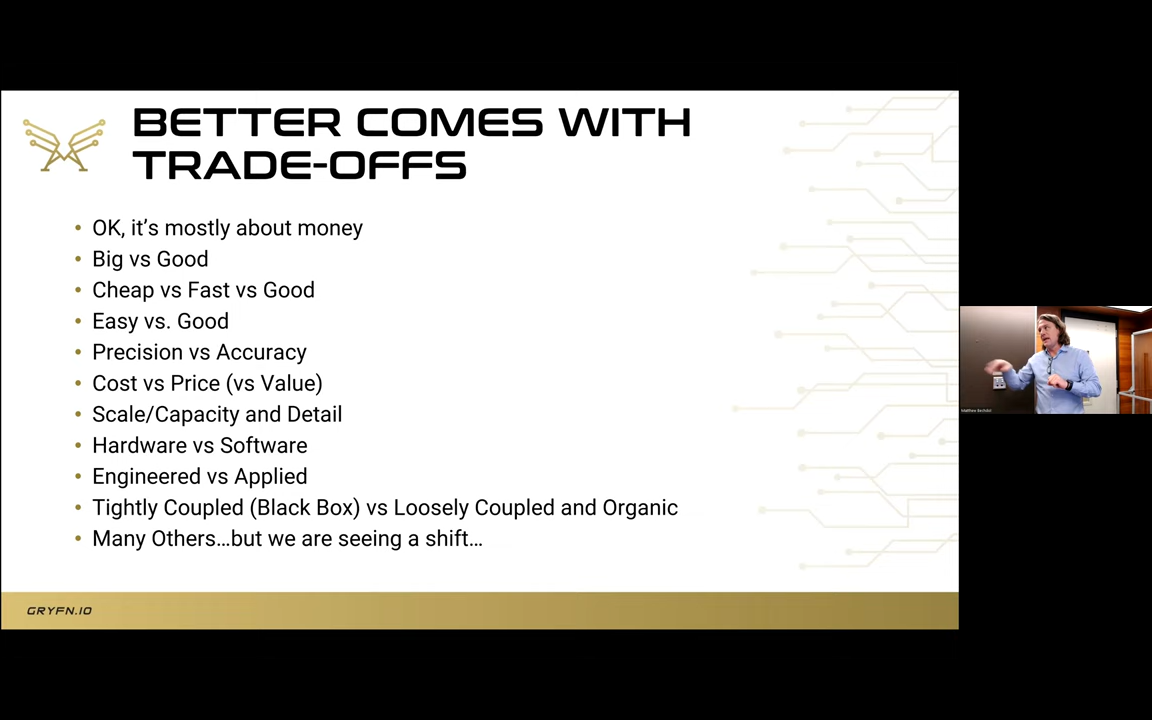 BETTER COMES WITH
TRADE-OFFS
• OK, it’s mostly about money
• Big vs Good
• Cheap vs Fast vs Good
• Easy vs. Good
• Precision vs Accuracy
• Cost vs Price (vs Value)
• Scale/Capacity and Detail
• Hardware vs Software
• Engineered vs Applied
• Tightly Coupled (Black Box) vs Loosely Coupled and Organic
• Many Others…but we are seeing a shift…
GRYFN.IO
Matthew Bechdol